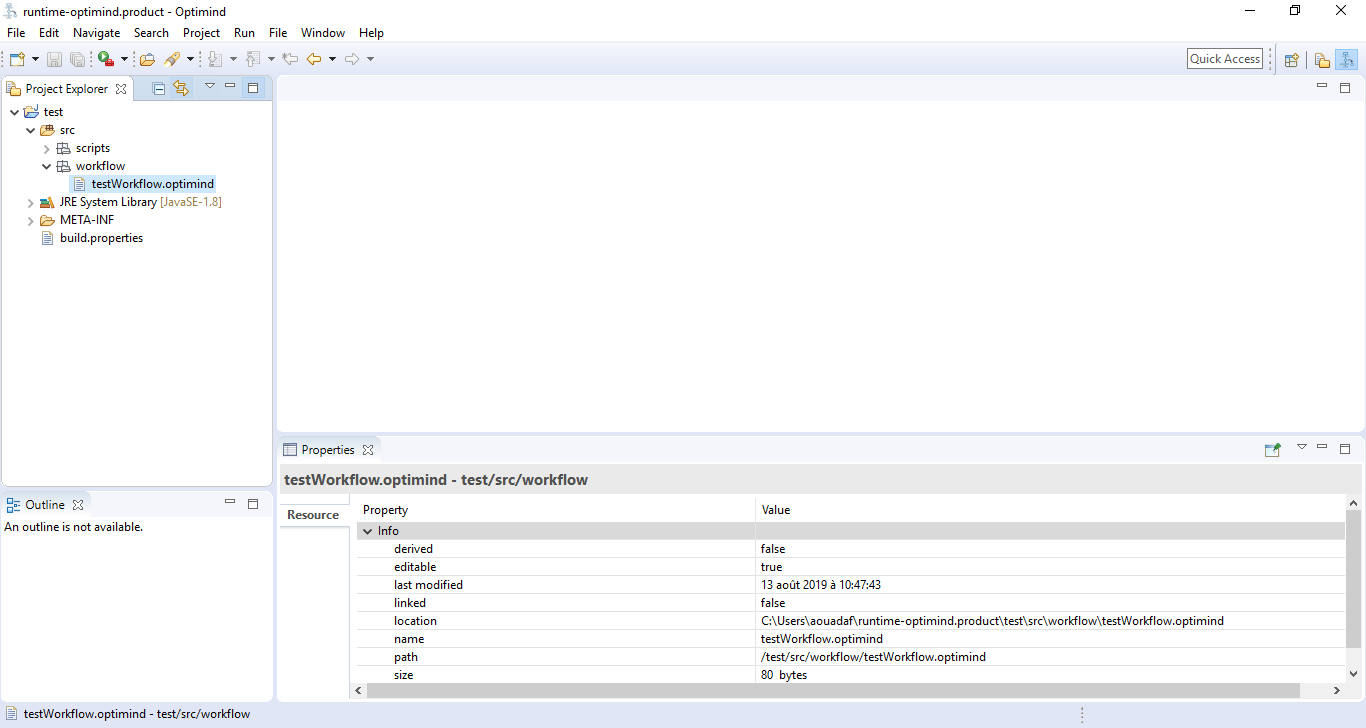 runtime-optimind.product - Optimind
File Edit Navigate Search Project Run File Window Help
Quick Access
Project Explorer
test
src
scripts
workflow
testWorkflow.optimind
JRE System Library [JavaSE-1.8]
META-INF
build.properties
Outline
An outline is not available.
Properties
testWorkflow.optimind - test/src/workflow
Resource
Property Value
Info
derived false
editable true
last modified 13 août 2019 à 10:47:43
linked false
location C:\Users\aouadaf\runtime-optimind.product\test\src\workflow\testWorkflow.optimind
name testWorkflow.optimind
path /test/src/workflow/testWorkflow.optimind
size 80 bytes
testWorkflow.optimind - test/src/workflow